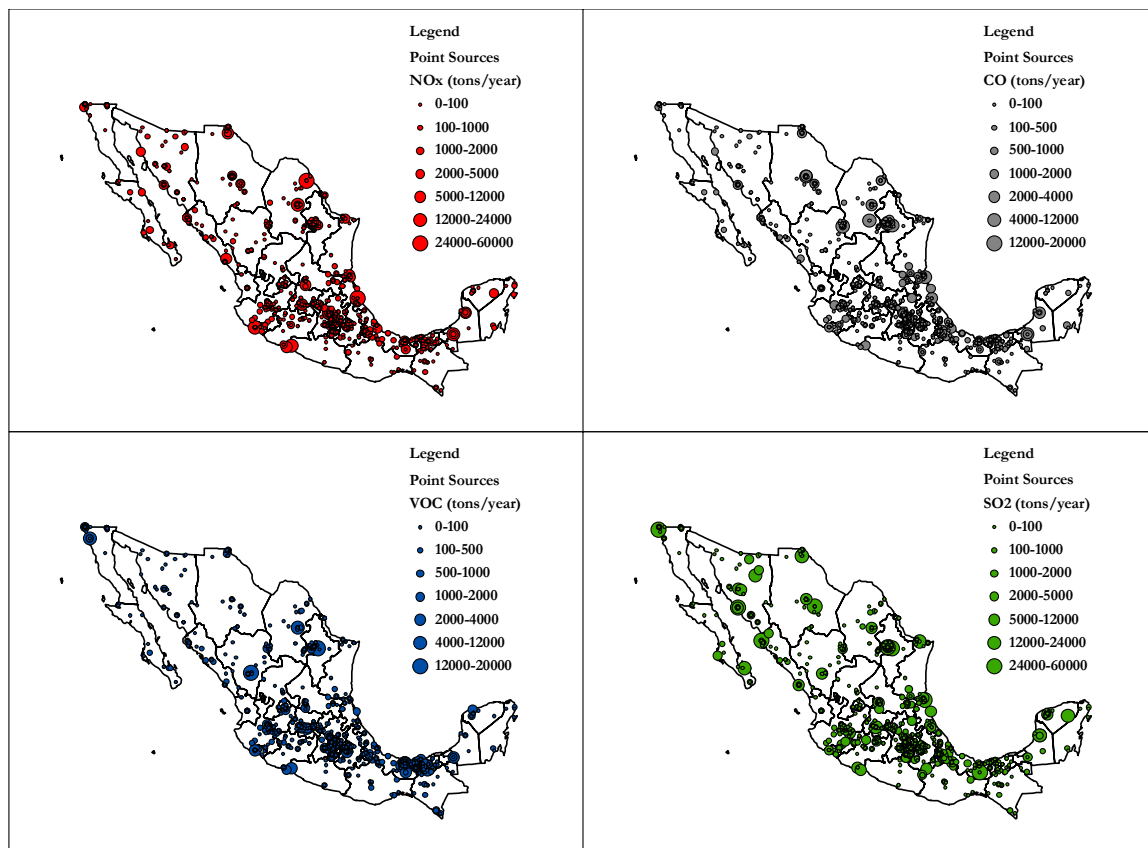 Legend
Point Sources
NOx (tons/year)
0-100
100-1000
1000-2000
2000-5000
5000-12000
12000-24000
24000-60000
Legend
Point Sources
CO (tons/year)
0-100
100-500
500-1000
1000-2000
2000-4000
4000-12000
12000-20000
Legend
Point Sources
VOC (tons/year)
0-100
100-500
500-1000
1000-2000
2000-4000
4000-12000
12000-20000
Legend
Point Sources
SO2 (tons/year)
0-100
100-1000
1000-2000
2000-5000
5000-12000
12000-24000
24000-60000